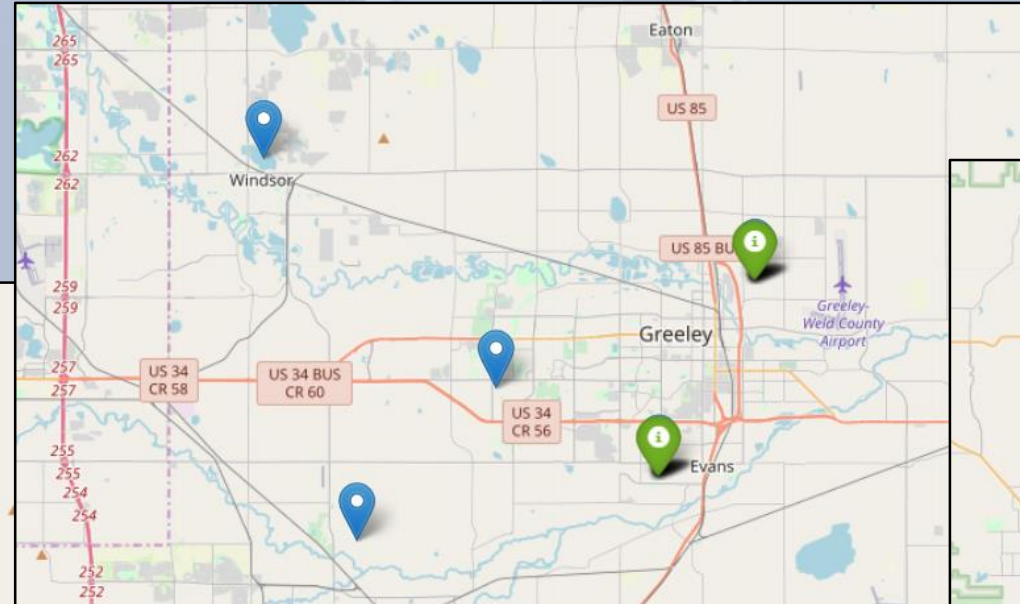 265
265
Eaton
US 85
262
262
Windsor
US 85 BU
259
259
Greeley-
Weld County
Airport
Greeley
257
257
US 34
CR 58
US 34 BUS
CR 60
US 34
CR 56
255
255
Evans
254
254
252
252